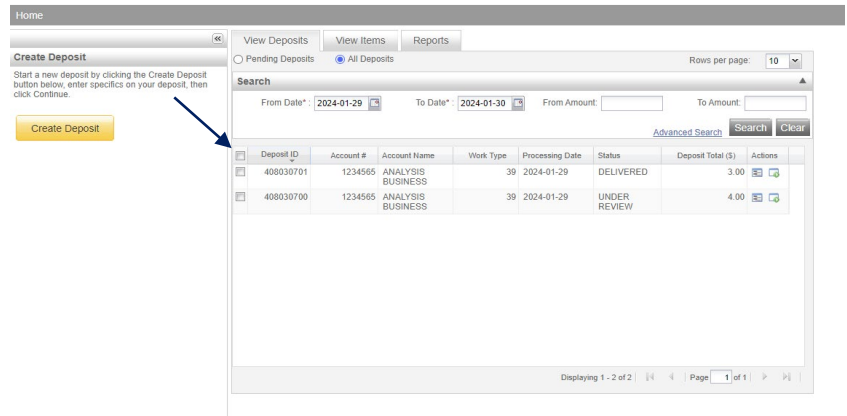 Home
Create Deposit
Start a new deposit by clicking the Create Deposit
button below, enter specifics on your deposit, then
click Continue.
Create Deposit
View Deposits View Items Reports
Pending Deposits All Deposits Rows per page: 10
Search
From Date* : 2024-01-29 To Date* : 2024-01-30 From Amount: To Amount:
Advanced Search Search Clear
Deposit ID Account # Account Name Work Type Processing Date Status Deposit Total ($) Actions
408030701 1234565 ANALYSIS BUSINESS 39 2024-01-29 DELIVERED 3.00
408030700 1234565 ANALYSIS BUSINESS 39 2024-01-29 UNDER REVIEW 4.00
Displaying 1 - 2 of 2 Page 1 of 1